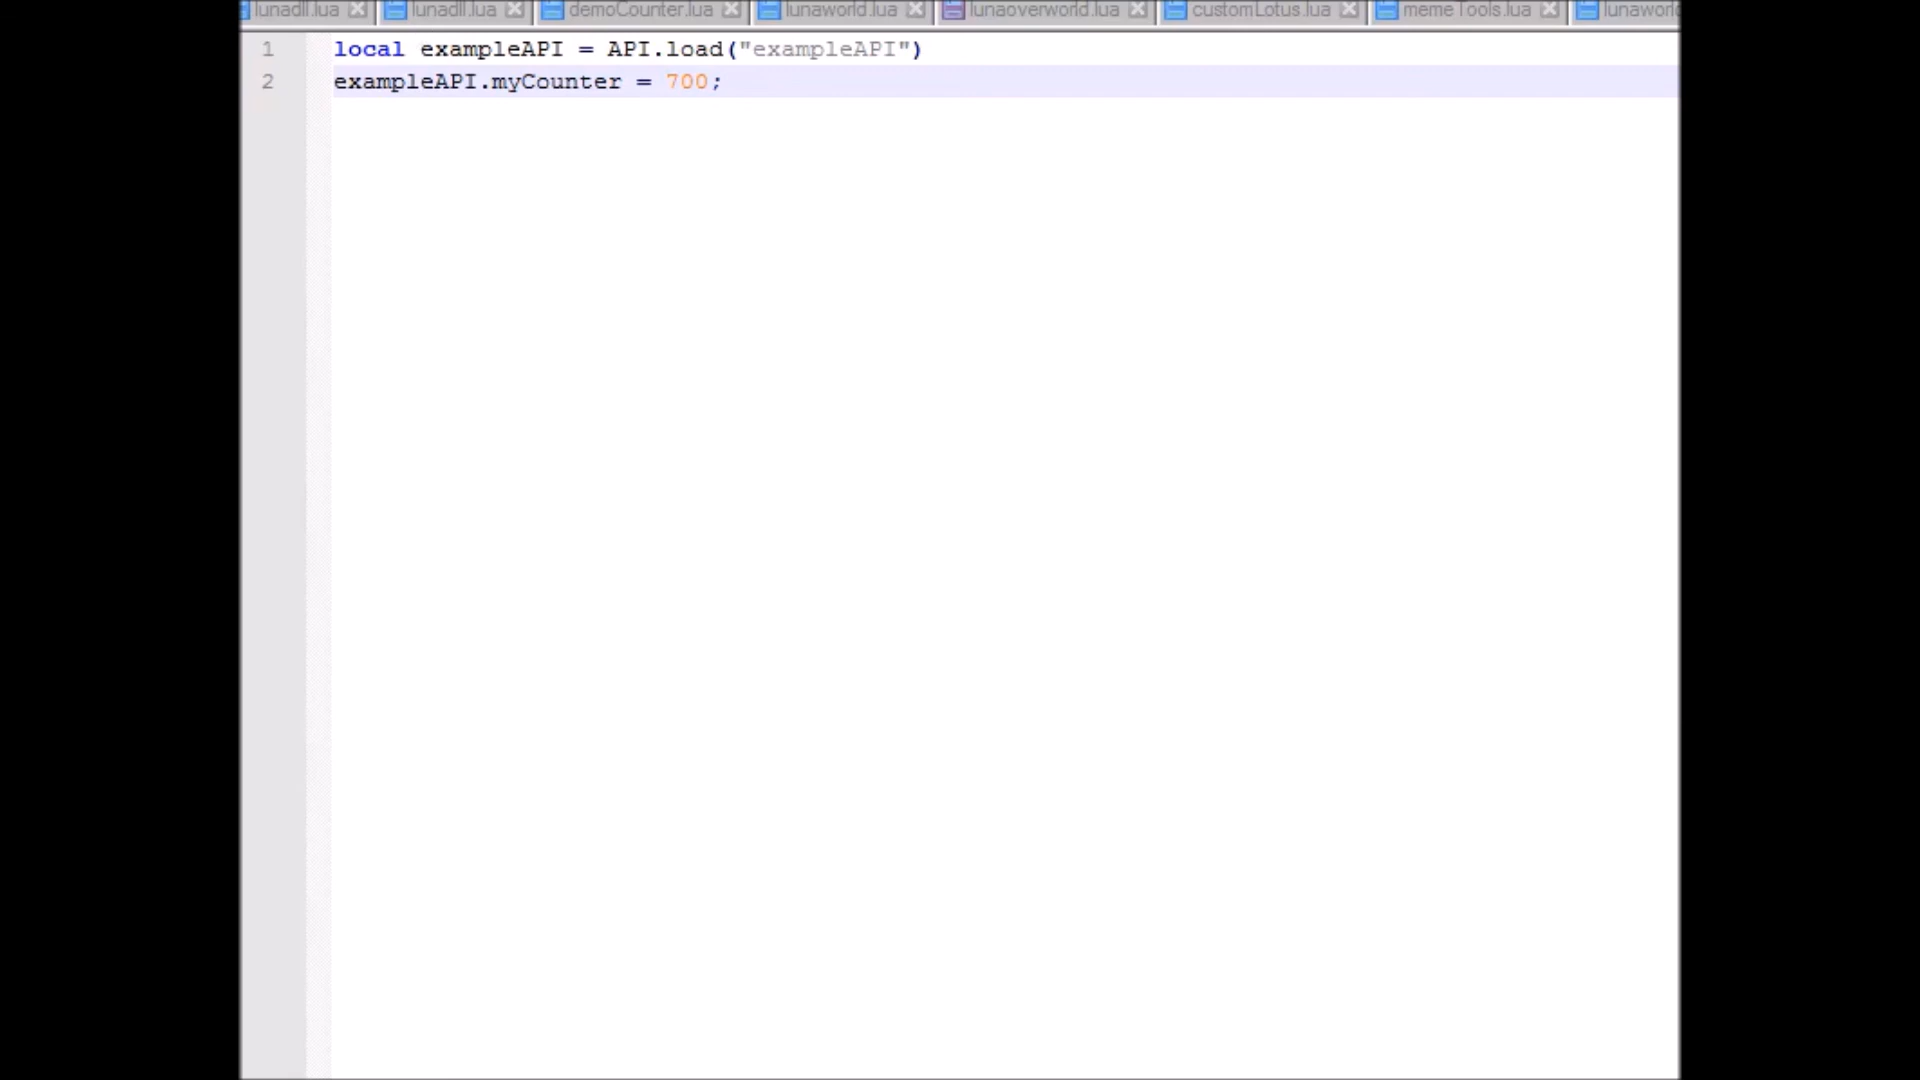 lunadll.lua lunadll.lua demoCounter.lua lunaworld.lua lunaoverworld.lua customLotus.lua memeTools.lua lunaworl
1 local exampleAPI = API.load("exampleAPI")
2 exampleAPI.myCounter = 700;